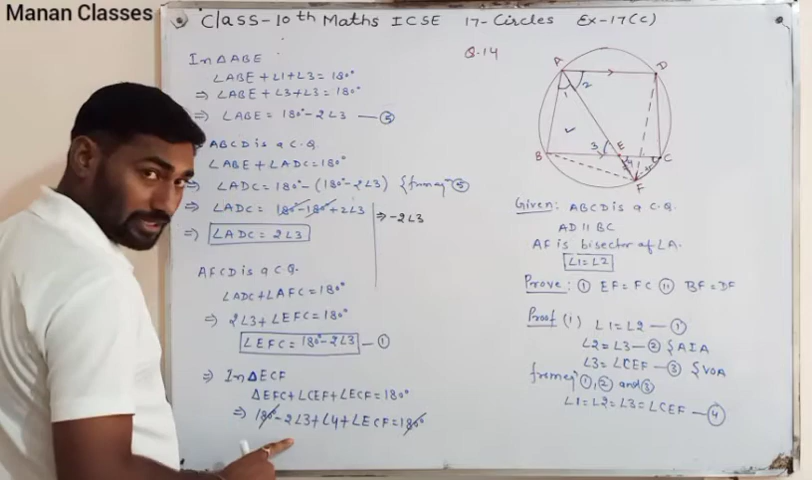 Manan Classes
Class-10th Maths ICSE 17-Circles Ex-17(C)
Q.14
In △ABE
∠ABE + ∠1 + ∠3 = 180°
⇒ ∠ABE + ∠3 + ∠3 = 180°
⇒ ∠ABE = 180° - 2∠3 — ⑤
ABCD is a C.Q.
∠ABE + ∠ADC = 180°
⇒ ∠ADC = 180° - (180° - 2∠3) {from eq ⑤
⇒ ∠ADC = 180° - 180° + 2∠3
⇒ -2∠3
⇒ ∠ADC = 2∠3
AFCD is a C.Q.
∠ADC + ∠AFC = 180°
⇒ 2∠3 + ∠EFC = 180°
∠EFC = 180° - 2∠3 — ①
⇒ In △ECF
∆EFC + ∠CEF + ∠ECF = 180°
⇒ 180° - 2∠3 + ∠4 + ∠ECF = 180°
A
D
1
2
3
E
B
C
4
F
Given: ABCD is a C.Q.
AD || BC
AF is bisector of ∠A.
∠1 = ∠2
Prove: ① EF = FC ⑪ BF = DF
Proof (1) ∠1 = ∠2 — ①
∠2 = ∠3 — ② {AIA
∠3 = ∠CEF — ③ {VOA
from eq ①, ② and ③
∠1 = ∠2 = ∠3 = ∠CEF — ④